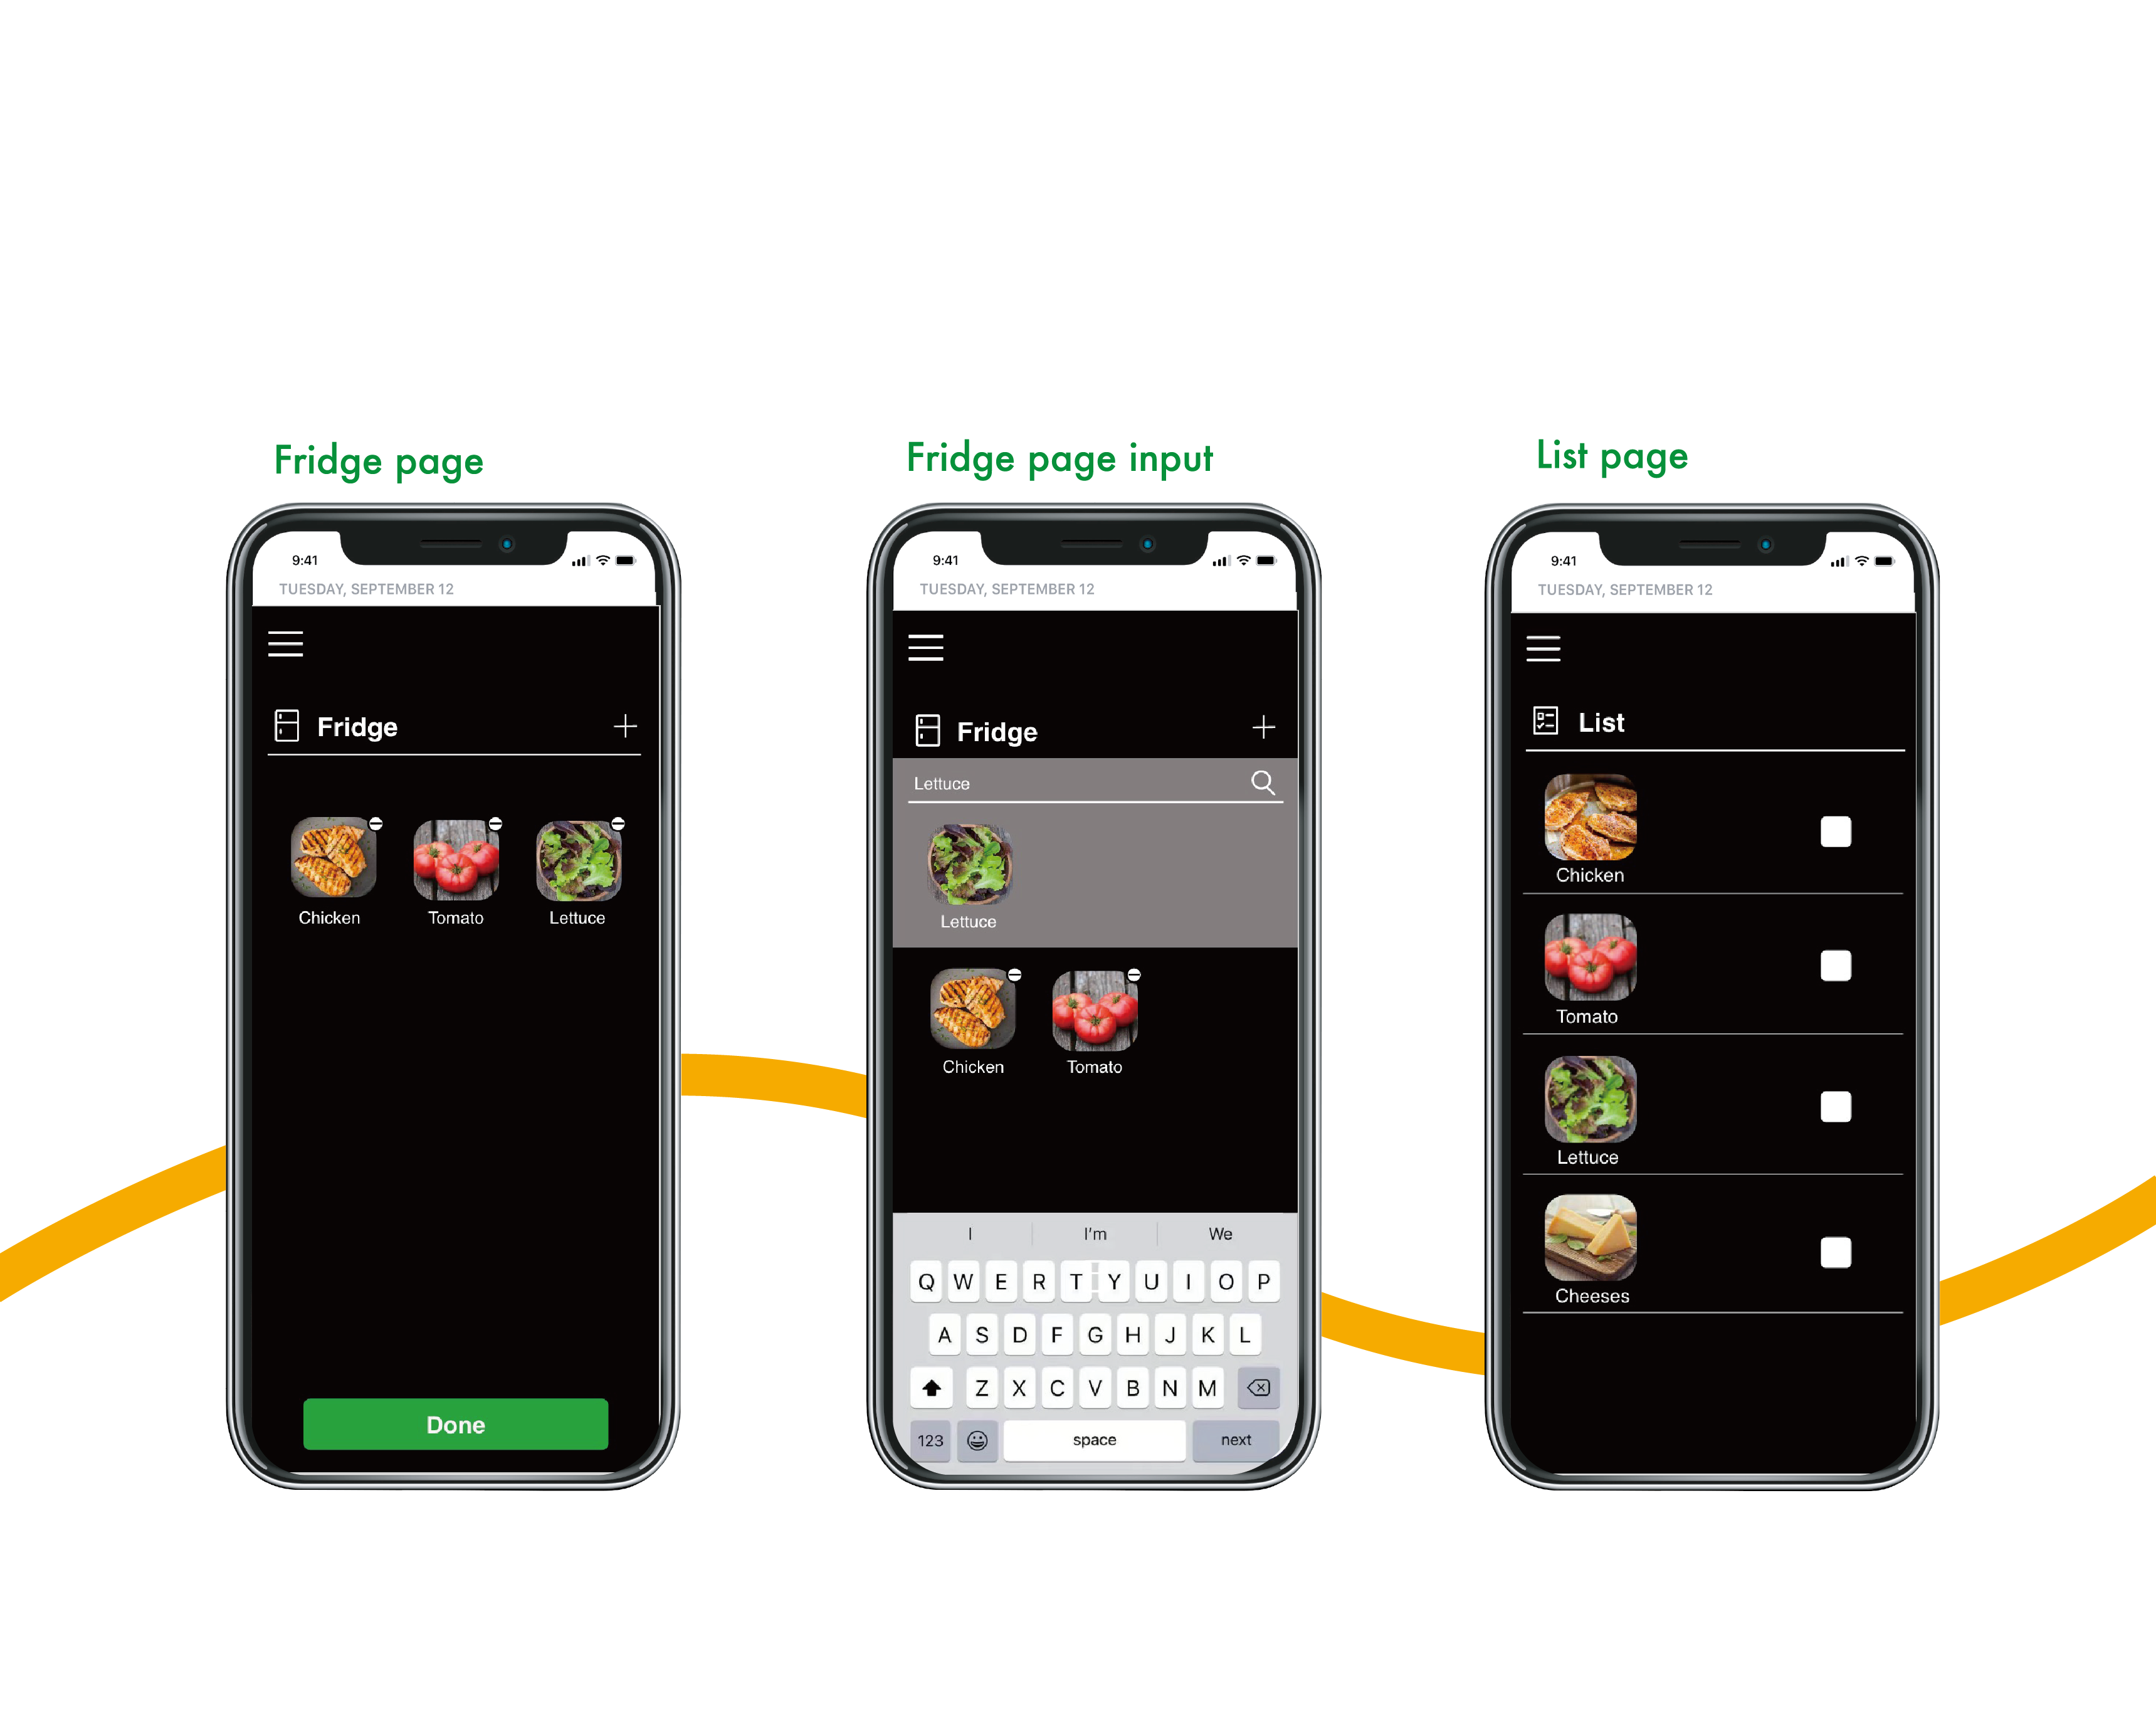 Fridge page
9:41
TUESDAY, SEPTEMBER 12
Fridge
Chicken Tomato Lettuce
Done
Fridge page input
9:41
TUESDAY, SEPTEMBER 12
Fridge
Lettuce
Lettuce
Chicken Tomato
I I'm We
Q W E R T Y U I O P
A S D F G H J K L
Z X C V B N M
123 space next
List page
9:41
TUESDAY, SEPTEMBER 12
List
Chicken
Tomato
Lettuce
Cheeses